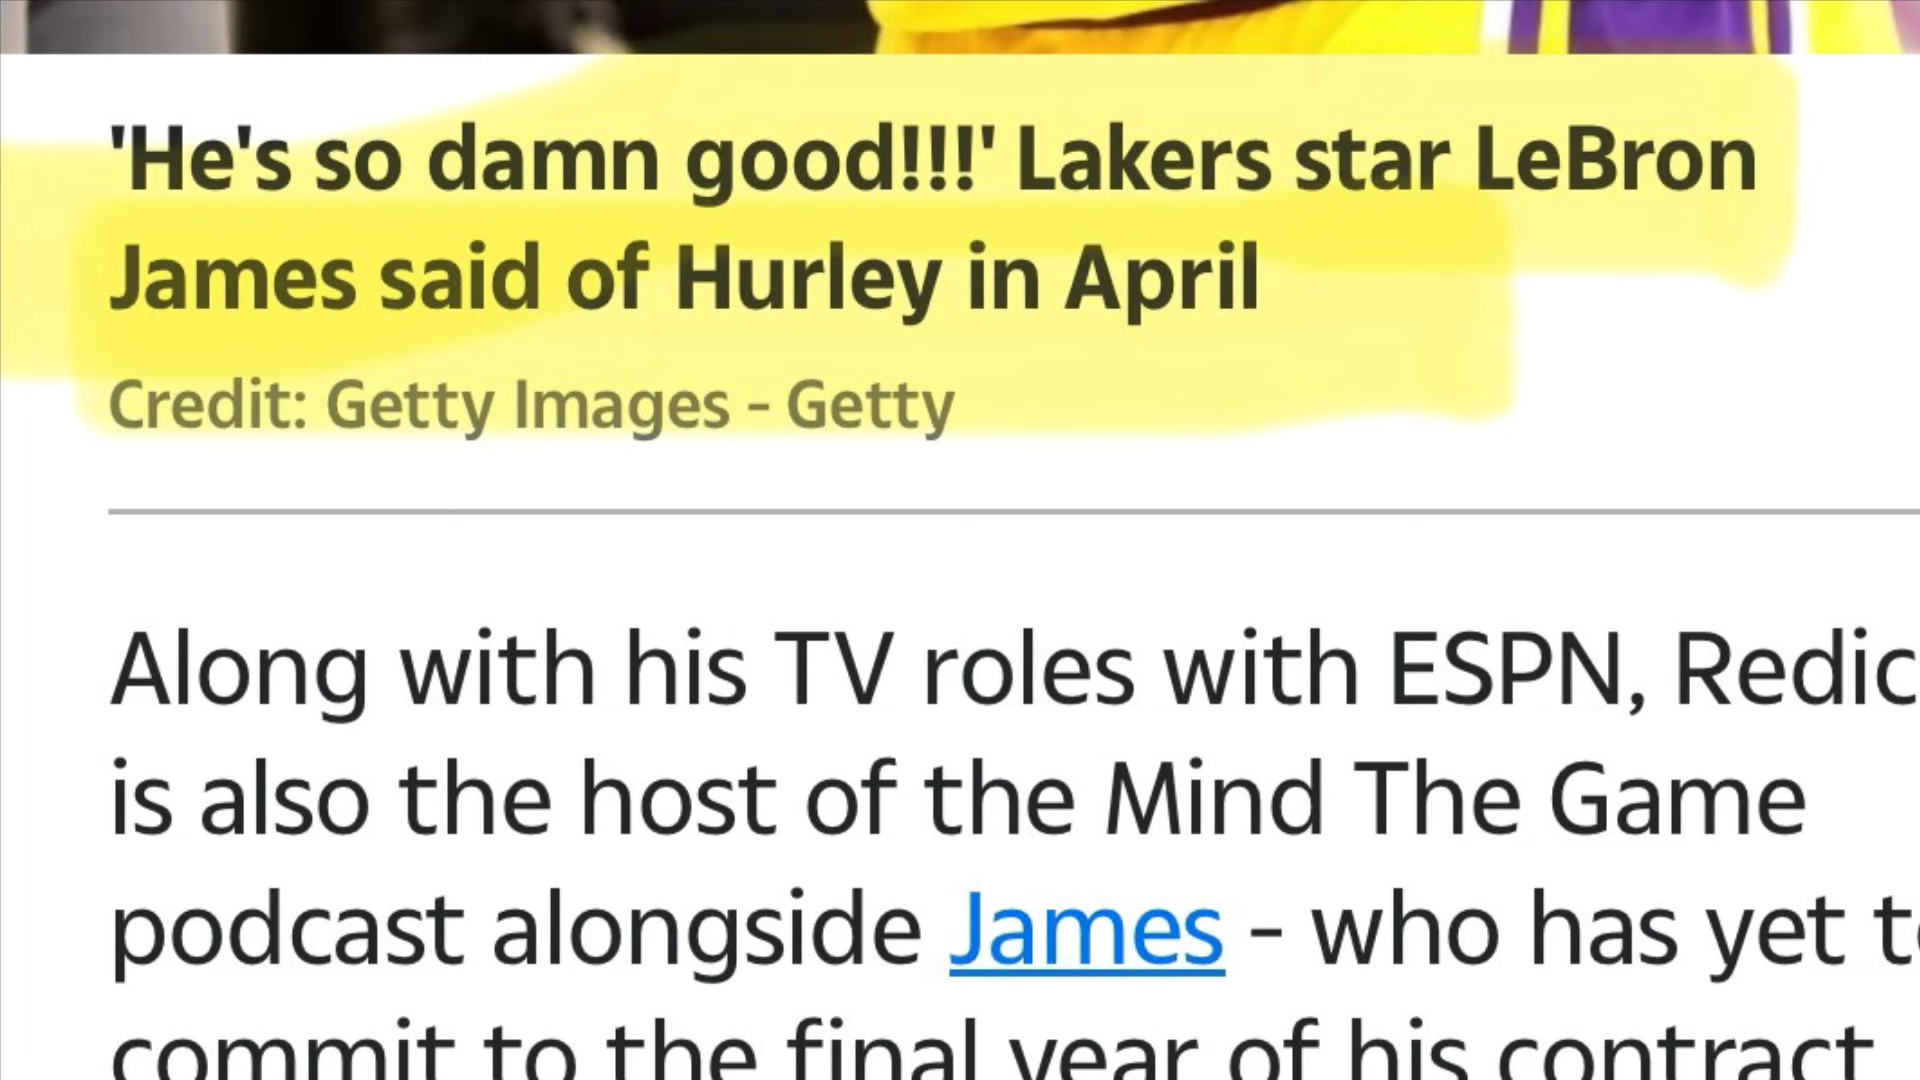 'He's so damn good!!!' Lakers star LeBron
James said of Hurley in April
Credit: Getty Images - Getty
Along with his TV roles with ESPN, Redic
is also the host of the Mind The Game
podcast alongside James - who has yet t
commit to the final year of his contract